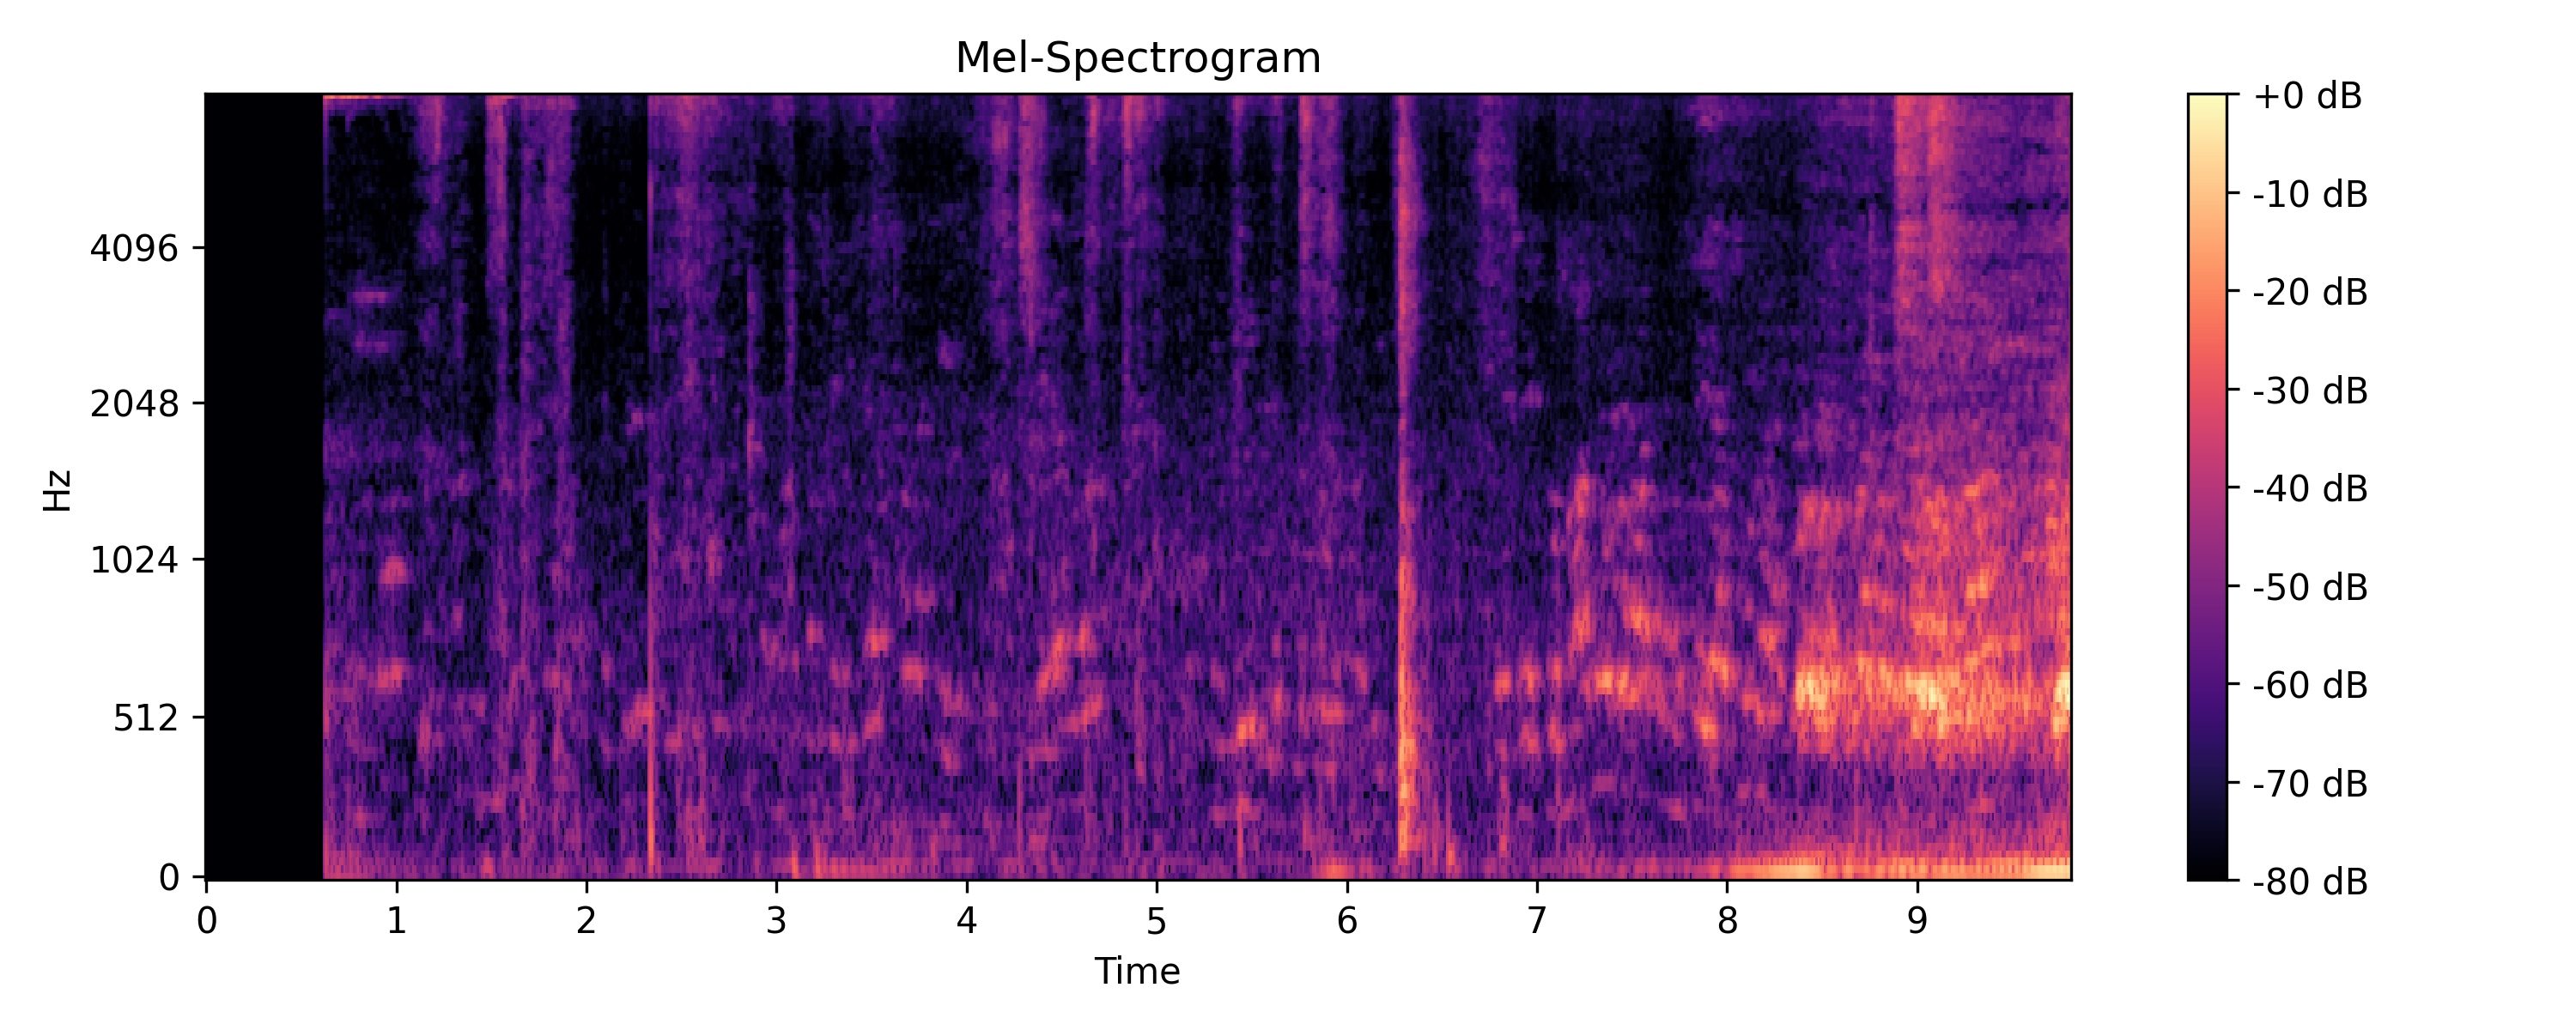 Mel-Spectrogram
+0 dB
-10 dB
-20 dB
-30 dB
-40 dB
-50 dB
-60 dB
-70 dB
-80 dB
Hz
4096
2048
1024
512
0
0 1 2 3 4 5 6 7 8 9
Time